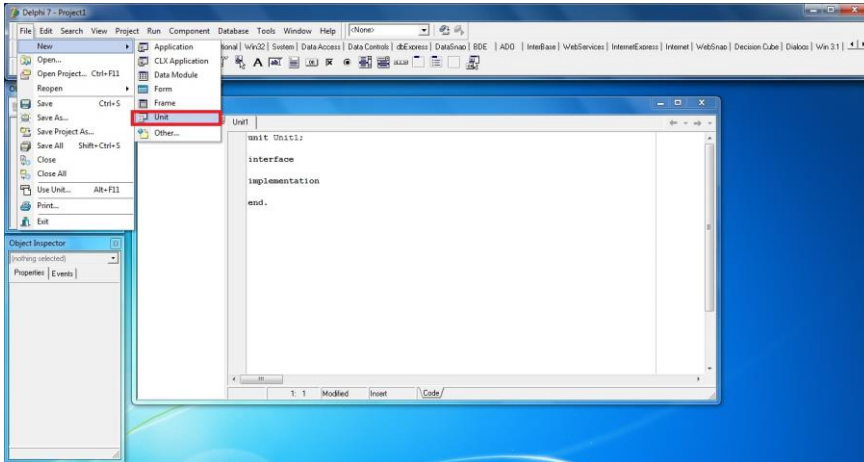 Delphi 7 - Project1
File Edit Search View Project Run Component Database Tools Window Help <None>
Win32 System Data Access Data Controls dbExpress DataSnap BDE ADO InterBase WebServices InternetExpress Internet WebSnap Decision Cube Dialogs Win 3.1
New
Open...
Open Project... Ctrl+F11
Reopen
Save Ctrl+S
Save As...
Save Project As...
Save All Shift+Ctrl+S
Close
Close All
Use Unit... Alt+F11
Print...
Exit
Application
CLX Application
Data Module
Form
Frame
Unit
Other...
Unit1
unit Unit1;
interface
implementation
end.
Object Inspector
(nothing selected)
Properties Events
1: 1 Modified Insert Code